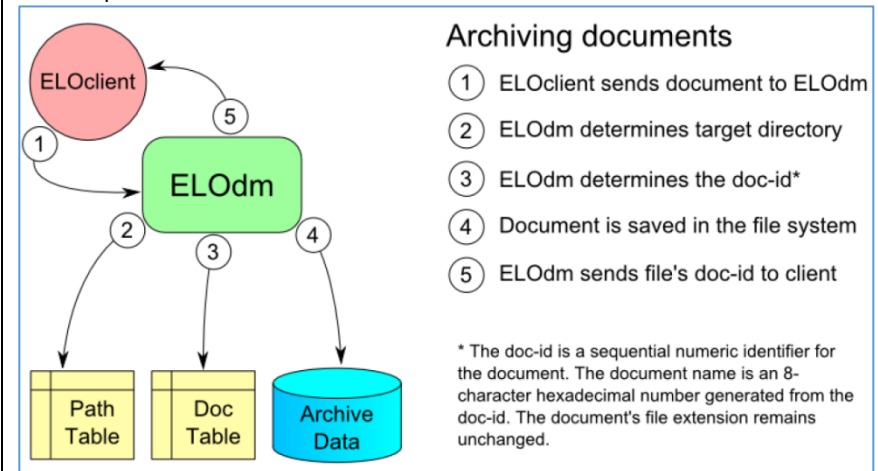 Archiving documents
1 ELOclient sends document to ELOdm
2 ELOdm determines target directory
3 ELOdm determines the doc-id*
4 Document is saved in the file system
5 ELOdm sends file's doc-id to client
* The doc-id is a sequential numeric identifier for
the document. The document name is an 8-
character hexadecimal number generated from the
doc-id. The document's file extension remains
unchanged.
ELOclient
5
1
ELOdm
2
3
4
Path
Table
Doc
Table
Archive
Data